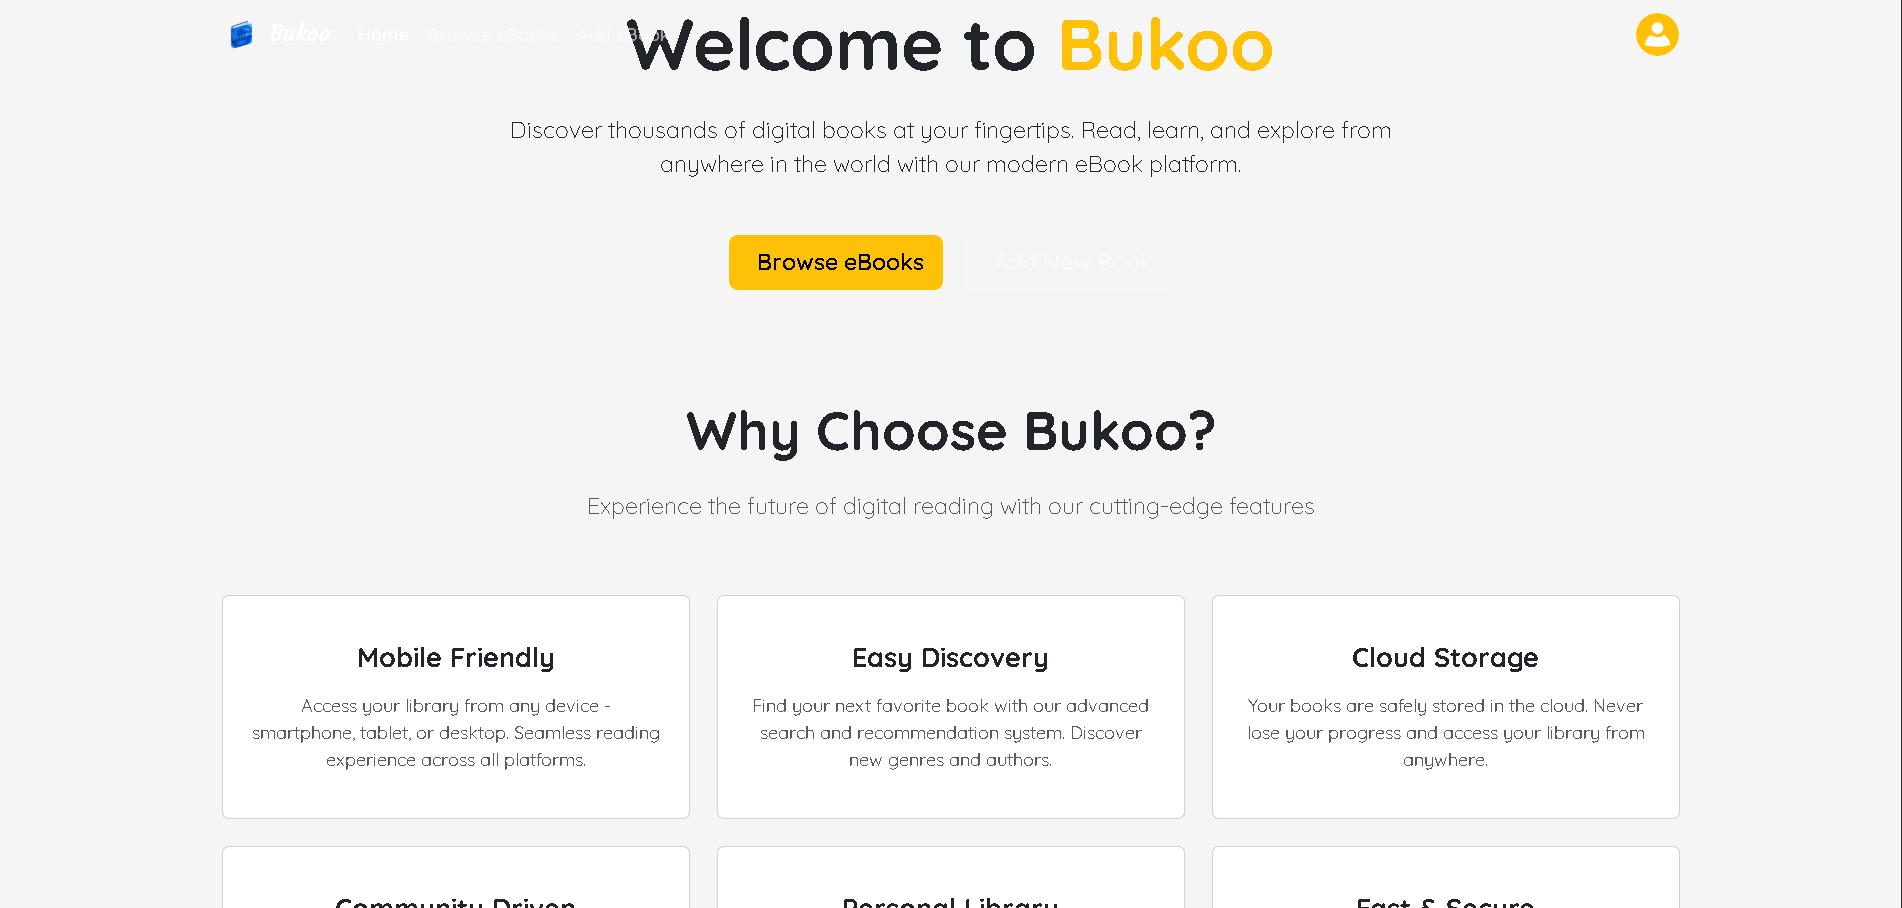 Bukoo Home Browse eBooks Add eBook
Welcome to Bukoo
Discover thousands of digital books at your fingertips. Read, learn, and explore from
anywhere in the world with our modern eBook platform.
Browse eBooks Add New Book
Why Choose Bukoo?
Experience the future of digital reading with our cutting-edge features
Mobile Friendly
Access your library from any device -
smartphone, tablet, or desktop. Seamless reading
experience across all platforms.
Easy Discovery
Find your next favorite book with our advanced
search and recommendation system. Discover
new genres and authors.
Cloud Storage
Your books are safely stored in the cloud. Never
lose your progress and access your library from
anywhere.
Community Driven
Personal Library
Fast & Secure